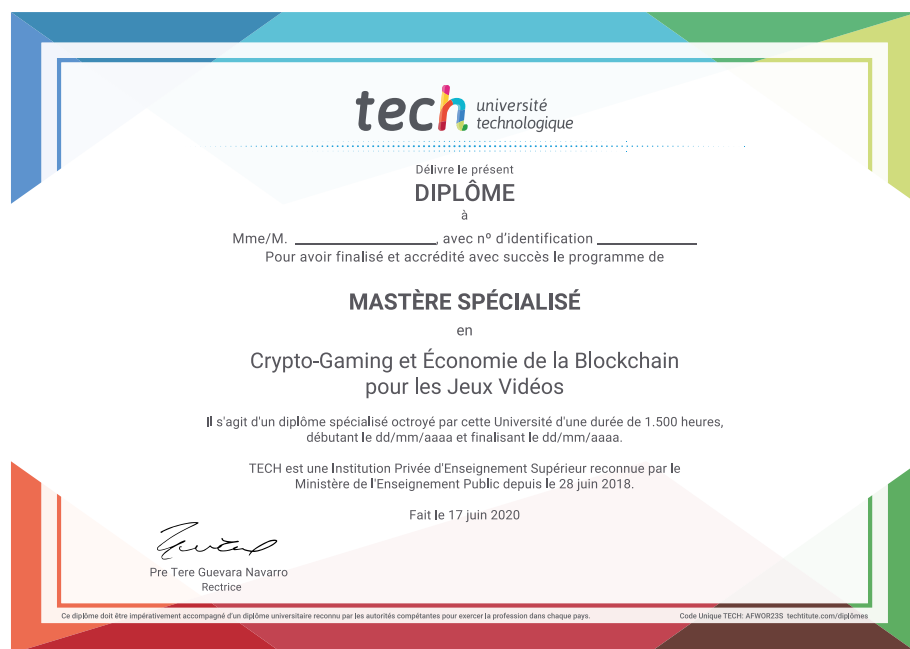 tech université
technologique
Délivre le présent
DIPLÔME
à
Mme/M. ____________________, avec nº d'identification ______________
Pour avoir finalisé et accrédité avec succès le programme de
MASTÈRE SPÉCIALISÉ
en
Crypto-Gaming et Économie de la Blockchain
pour les Jeux Vidéos
Il s'agit d'un diplôme spécialisé octroyé par cette Université d'une durée de 1.500 heures,
débutant le dd/mm/aaaa et finalisant le dd/mm/aaaa.
TECH est une Institution Privée d'Enseignement Supérieur reconnue par le
Ministère de l'Enseignement Public depuis le 28 juin 2018.
Fait le 17 juin 2020
Pre Tere Guevara Navarro
Rectrice
Ce diplôme doit être impérativement accompagné d'un diplôme universitaire reconnu par les autorités compétantes pour exercer la profession dans chaque pays.
Code Unique TECH: AFWOR23S techtitute.com/diplômes